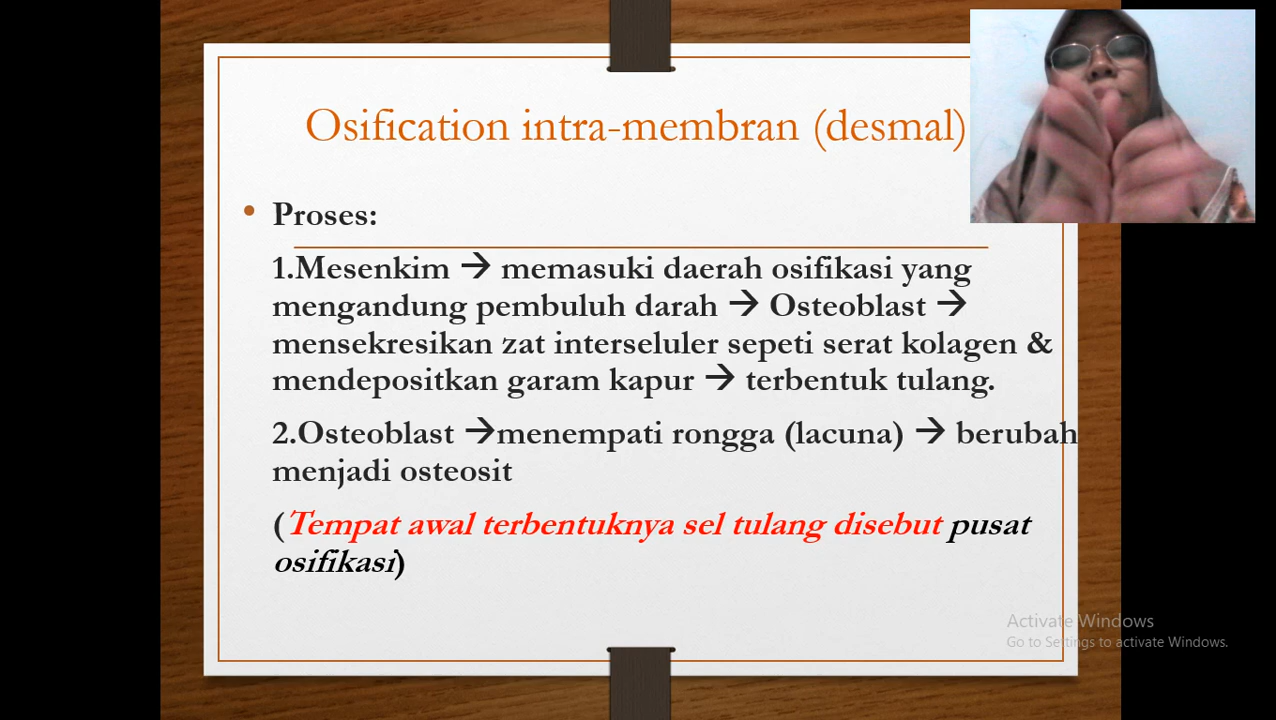 Osification intra-membran (desmal)
• Proses:
1.Mesenkim → memasuki daerah osifikasi yang
mengandung pembuluh darah → Osteoblast →
mensekresikan zat interseluler sepeti serat kolagen &
mendepositkan garam kapur → terbentuk tulang.
2.Osteoblast →menempati rongga (lacuna) → berubah
menjadi osteosit
(Tempat awal terbentuknya sel tulang disebut pusat
osifikasi)
Activate Windows
Go to Settings to activate Windows.